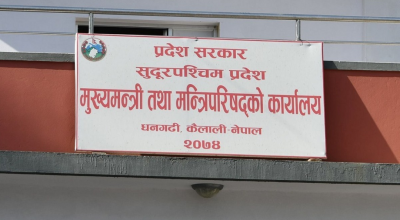 प्रदेश सरकार
सुदूरपश्चिम प्रदेश
मुख्यमन्त्री तथा मन्त्रिपरिषद्को कार्यालय
धनगढी, कैलाली-नेपाल
२०७४